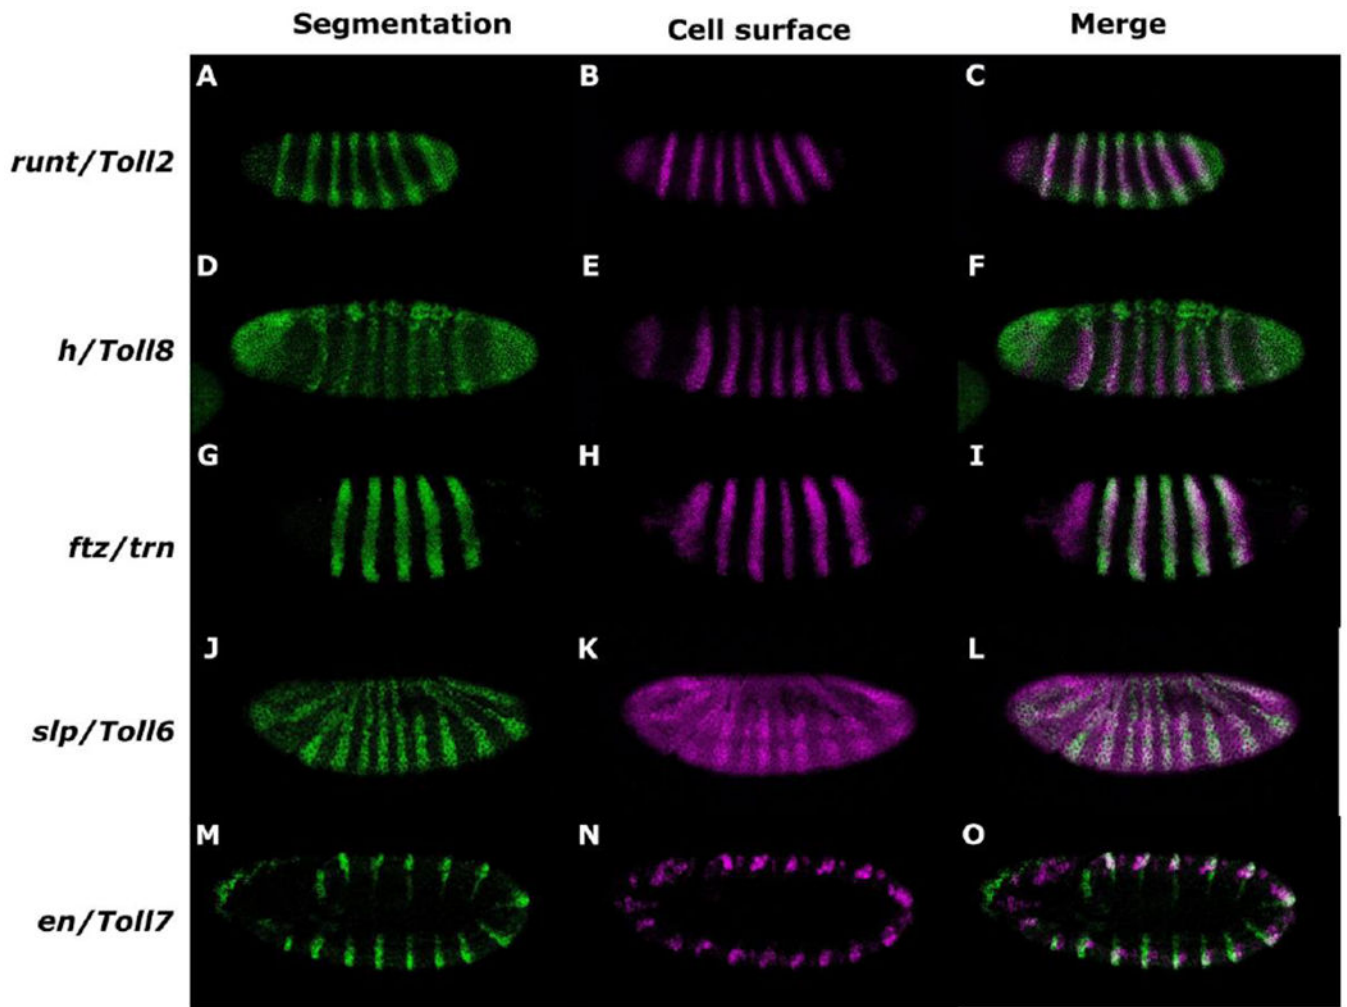 Segmentation Cell surface Merge
A B C
runt/Toll2
D E F
h/Toll8
G H I
ftz/trn
J K L
slp/Toll6
M N O
en/Toll7